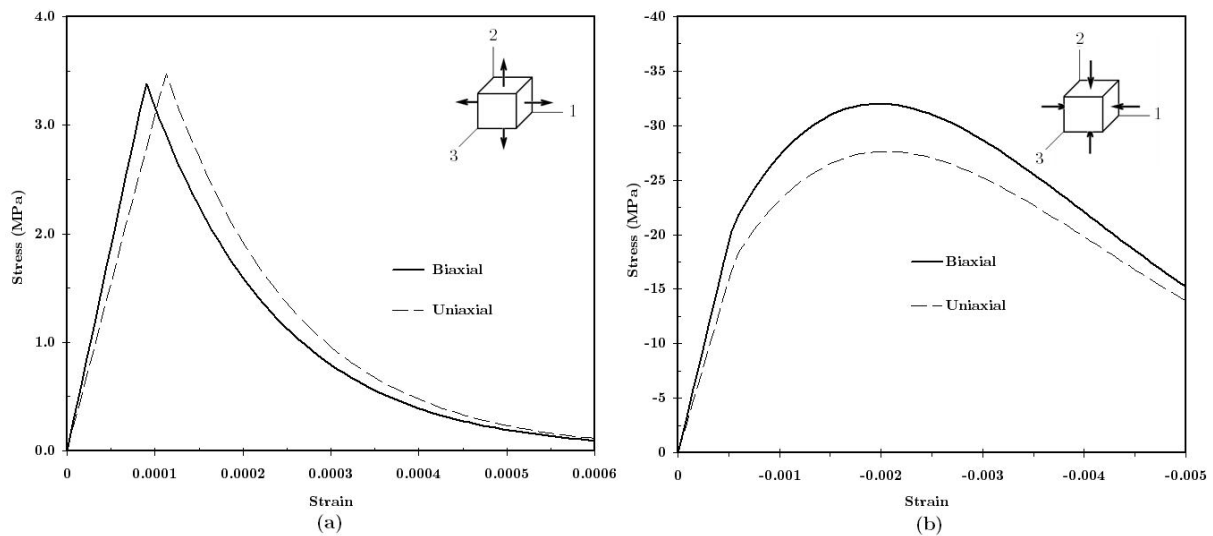 4.0
3.0
2.0
1.0
0.0
Stress (MPa)
0 0.0001 0.0002 0.0003 0.0004 0.0005 0.0006
Strain
2
1
3
Biaxial
Uniaxial
(a)
-40
-35
-30
-25
-20
-15
-10
-5
0
Stress (MPa)
0 -0.001 -0.002 -0.003 -0.004 -0.005
Strain
2
1
3
Biaxial
Uniaxial
(b)